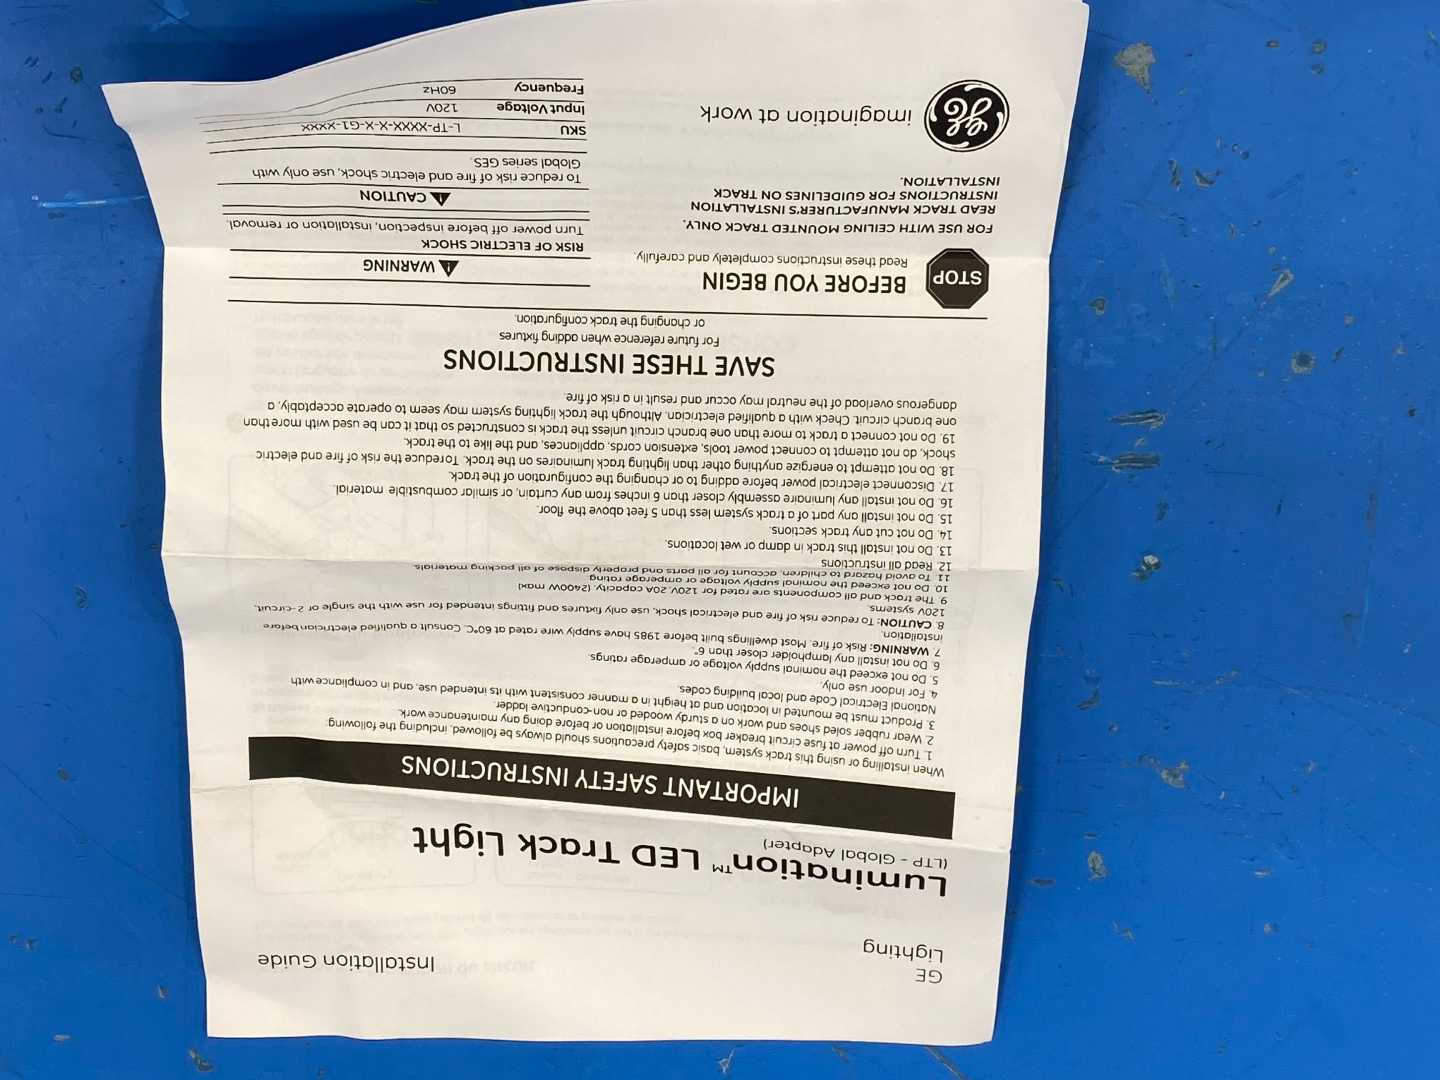 GE
Lighting
Installation Guide
Lumination™ LED Track Light
(LTP - Global Adapter)
IMPORTANT SAFETY INSTRUCTIONS
When installing or using this track system, basic safety precautions should always be followed, including the following:
1. Turn off power at fuse circuit breaker box before installation or before doing any maintenance work.
2. Wear rubber soled shoes and work on a sturdy wooded or non-conductive ladder.
3. Product must be mounted in location and at height in a manner consistent with its intended use, and in compliance with
National Electrical Code and local building codes.
4. For indoor use only.
5. Do not exceed the nominal supply voltage or amperage ratings.
6. Do not install any lampholder closer than 6".
7. WARNING: Risk of fire. Most dwellings built before 1985 have supply wire rated at 60°C. Consult a qualified electrician before
installation.
8. CAUTION: To reduce risk of fire and electrical shock, use only fixtures and fittings intended for use with the single or 2-circuit,
120V systems.
9. The track and all components are rated for 120V, 20A capacity, (2400W max)
10. Do not exceed the nominal supply voltage or amperage rating.
11. To avoid hazard to children, account for all parts and properly dispose of all packing materials.
12. Read all instructions
13. Do not install this track in damp or wet locations.
14. Do not cut any track sections.
15. Do not install any part of a track system less than 5 feet above the floor.
16. Do not install any luminaire assembly closer than 6 inches from any curtain, or similar combustible material.
17. Disconnect electrical power before adding to or changing the configuration of the track.
18. Do not attempt to energize anything other than lighting track luminaires on the track. To reduce the risk of fire and electric
shock, do not attempt to connect power tools, extension cords, appliances, and the like to the track.
19. Do not connect a track to more than one branch circuit unless the track is constructed so that it can be used with more than
one branch circuit. Check with a qualified electrician. Although the track lighting system may seem to operate acceptably, a
dangerous overload of the neutral may occur and result in a risk of fire.
SAVE THESE INSTRUCTIONS
For future reference when adding fixtures
or changing the track configuration.
STOP
BEFORE YOU BEGIN
Read these instructions completely and carefully.
FOR USE WITH CEILING MOUNTED TRACK ONLY.
READ TRACK MANUFACTURER'S INSTALLATION
INSTRUCTIONS FOR GUIDELINES ON TRACK
INSTALLATION.
GE
imagination at work
WARNING
RISK OF ELECTRIC SHOCK
Turn power off before inspection, installation or removal.
CAUTION
To reduce risk of fire and electric shock, use only with
Global series GES.
SKU L-TP-XXXX-X-X-G1-XXXX
Input Voltage 120V
Frequency 60Hz